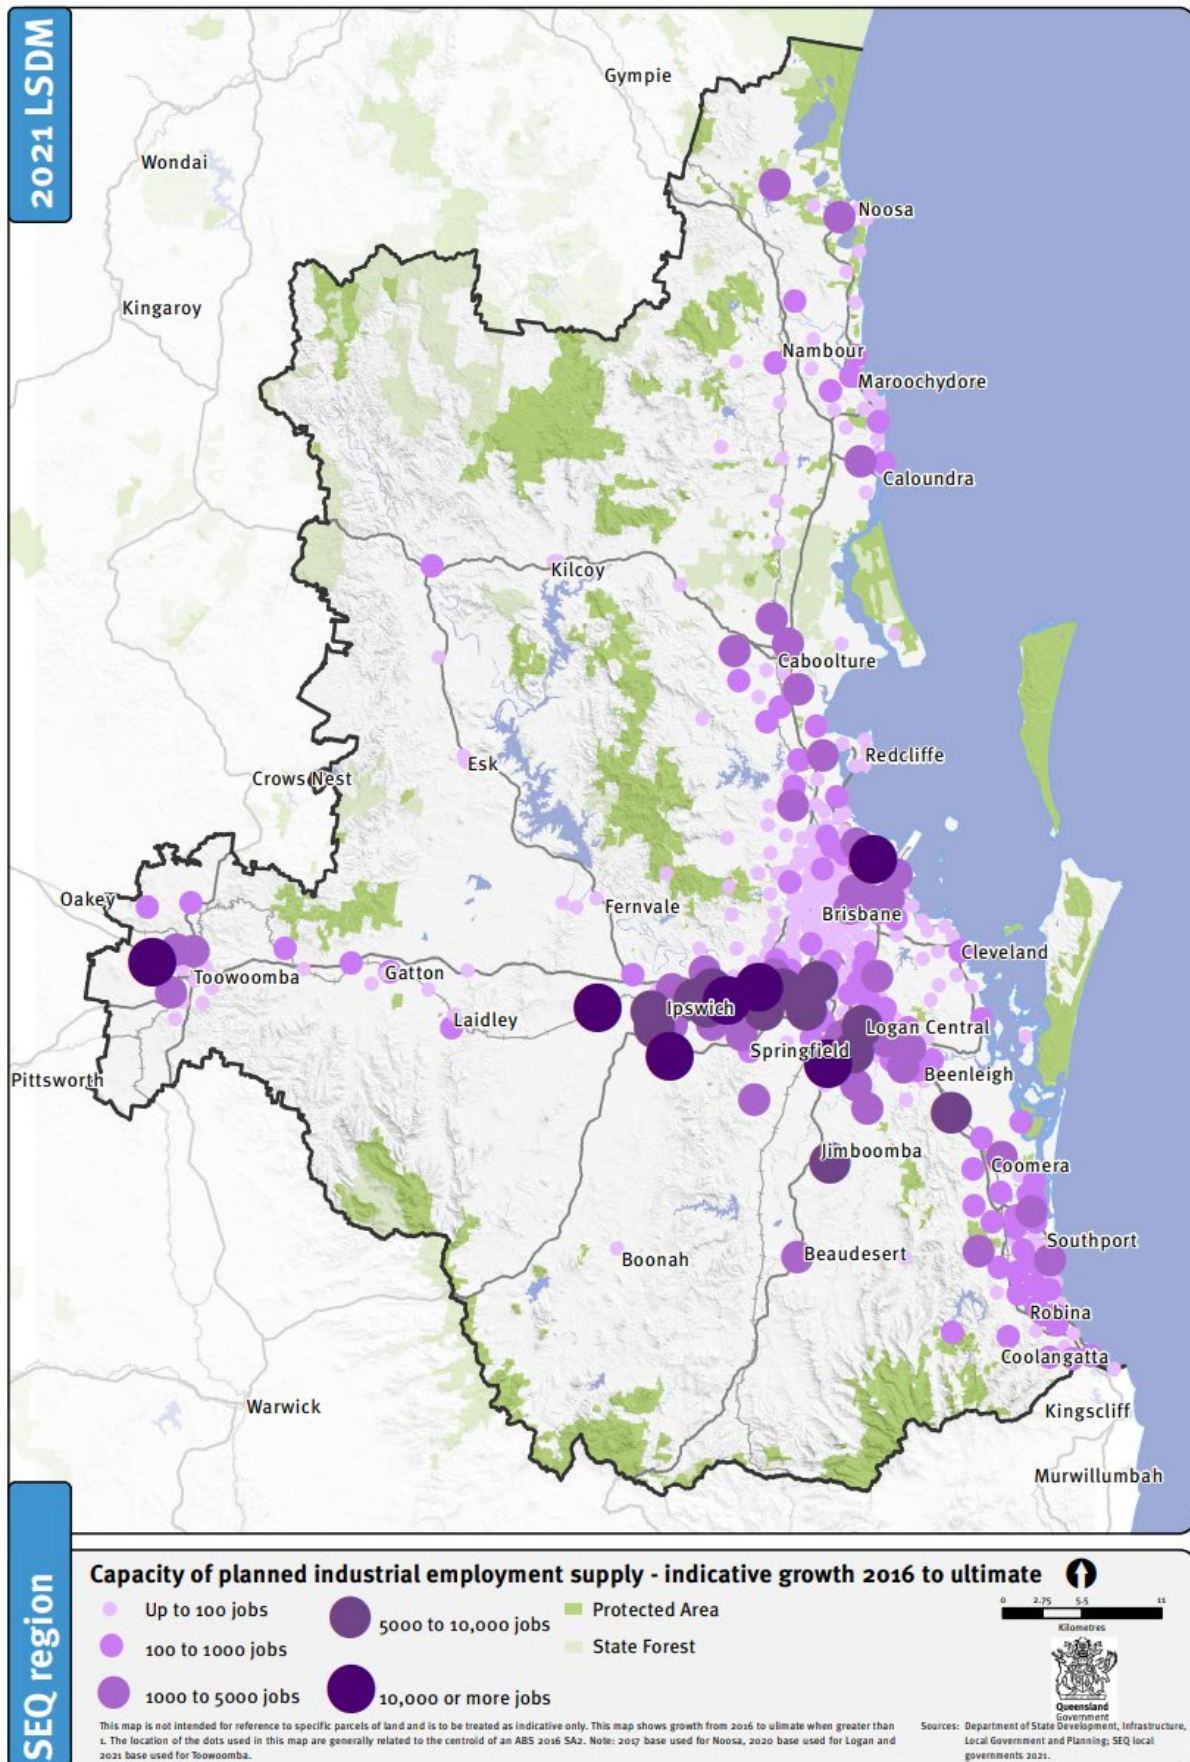 2021 LSDM
Gympie
Wondai
Noosa
Kingaroy
Nambour
Maroochydore
Caloundra
Kilcoy
Caboolture
Redcliffe
Esk
Crows Nest
Oakey
Fernvale
Brisbane
Cleveland
Toowoomba
Gatton
Ipswich
Laidley
Logan Central
Springfield
Pittsworth
Beenleigh
Jimboomba
Coomera
Southport
Beaudesert
Boonah
Robina
Coolangatta
Warwick
Kingscliff
Murwillumbah
SEQ region
Capacity of planned industrial employment supply - indicative growth 2016 to ultimate
Up to 100 jobs
100 to 1000 jobs
1000 to 5000 jobs
5000 to 10,000 jobs
10,000 or more jobs
Protected Area
State Forest
0 2.75 5.5 11
Kilometres
Queensland
Government
This map is not intended for reference to specific parcels of land and is to be treated as indicative only. This map shows growth from 2016 to ulimate when greater than
1. The location of the dots used in this map are generally related to the centroid of an ABS 2016 SA2. Note: 2017 base used for Noosa, 2020 base used for Logan and
2021 base used for Toowoomba.
Sources: Department of State Development, Infrastructure,
Local Government and Planning; SEQ local
governments 2021.